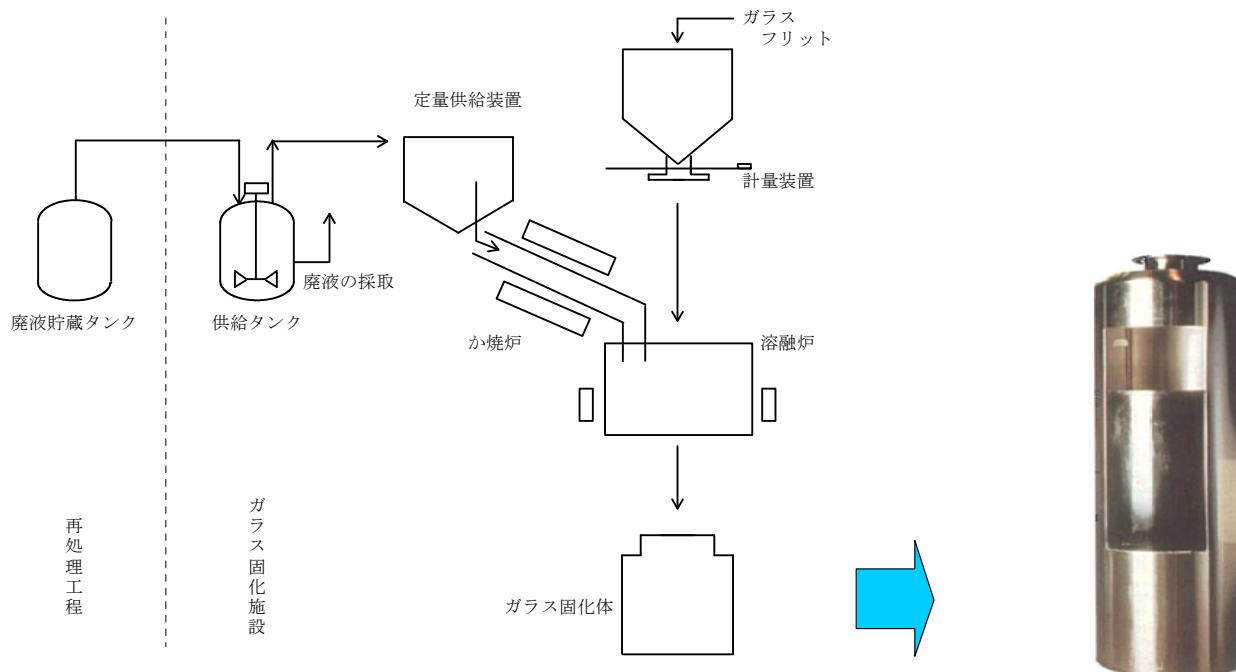 ガラス
フリット
定量供給装置
計量装置
廃液の採取
廃液貯蔵タンク
供給タンク
か焼炉
溶融炉
再処理工程
ガラス固化施設
ガラス固化体